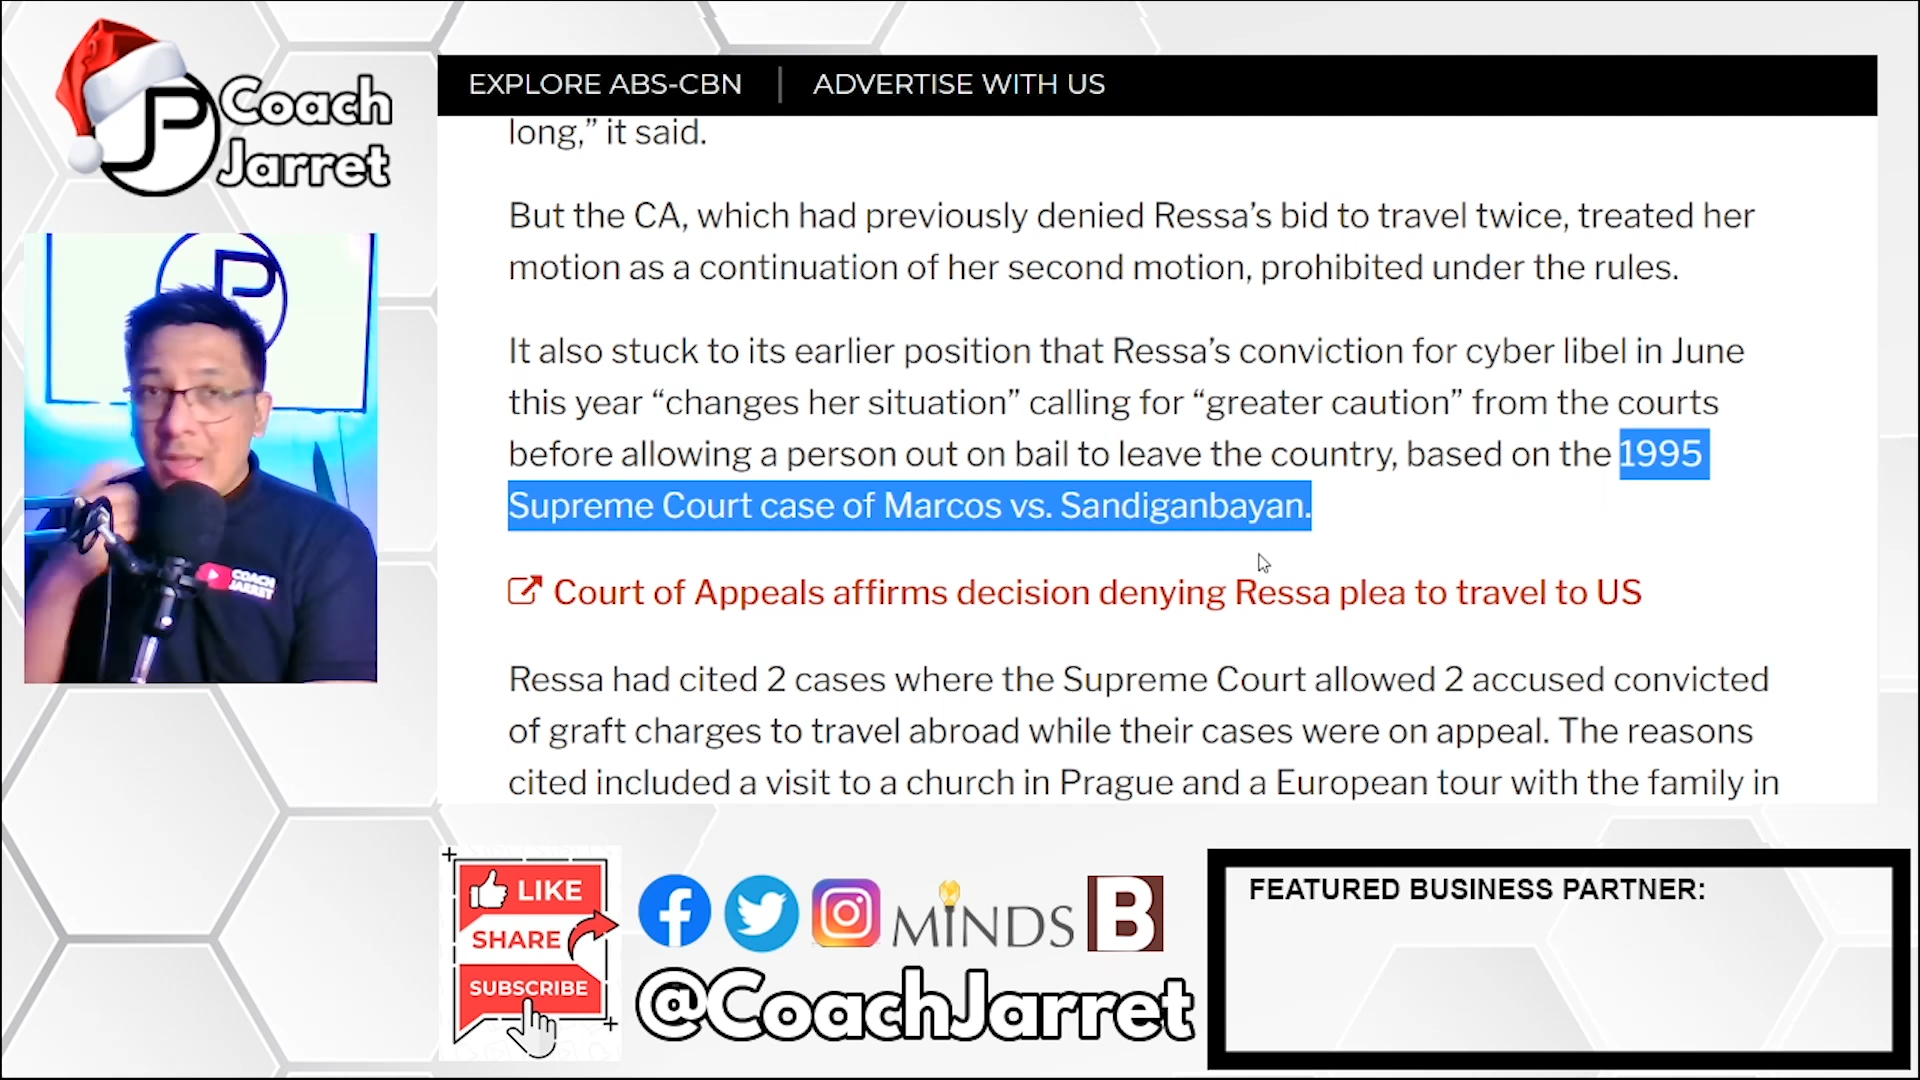 Coach
Jarret
EXPLORE ABS-CBN | ADVERTISE WITH US
long,” it said.
But the CA, which had previously denied Ressa’s bid to travel twice, treated her
motion as a continuation of her second motion, prohibited under the rules.
It also stuck to its earlier position that Ressa’s conviction for cyber libel in June
this year “changes her situation” calling for “greater caution” from the courts
before allowing a person out on bail to leave the country, based on the 1995
Supreme Court case of Marcos vs. Sandiganbayan.
Court of Appeals affirms decision denying Ressa plea to travel to US
Ressa had cited 2 cases where the Supreme Court allowed 2 accused convicted
of graft charges to travel abroad while their cases were on appeal. The reasons
cited included a visit to a church in Prague and a European tour with the family in
COACH
JARRET
LIKE
SHARE
SUBSCRIBE
MINDS
B
@CoachJarret
FEATURED BUSINESS PARTNER: